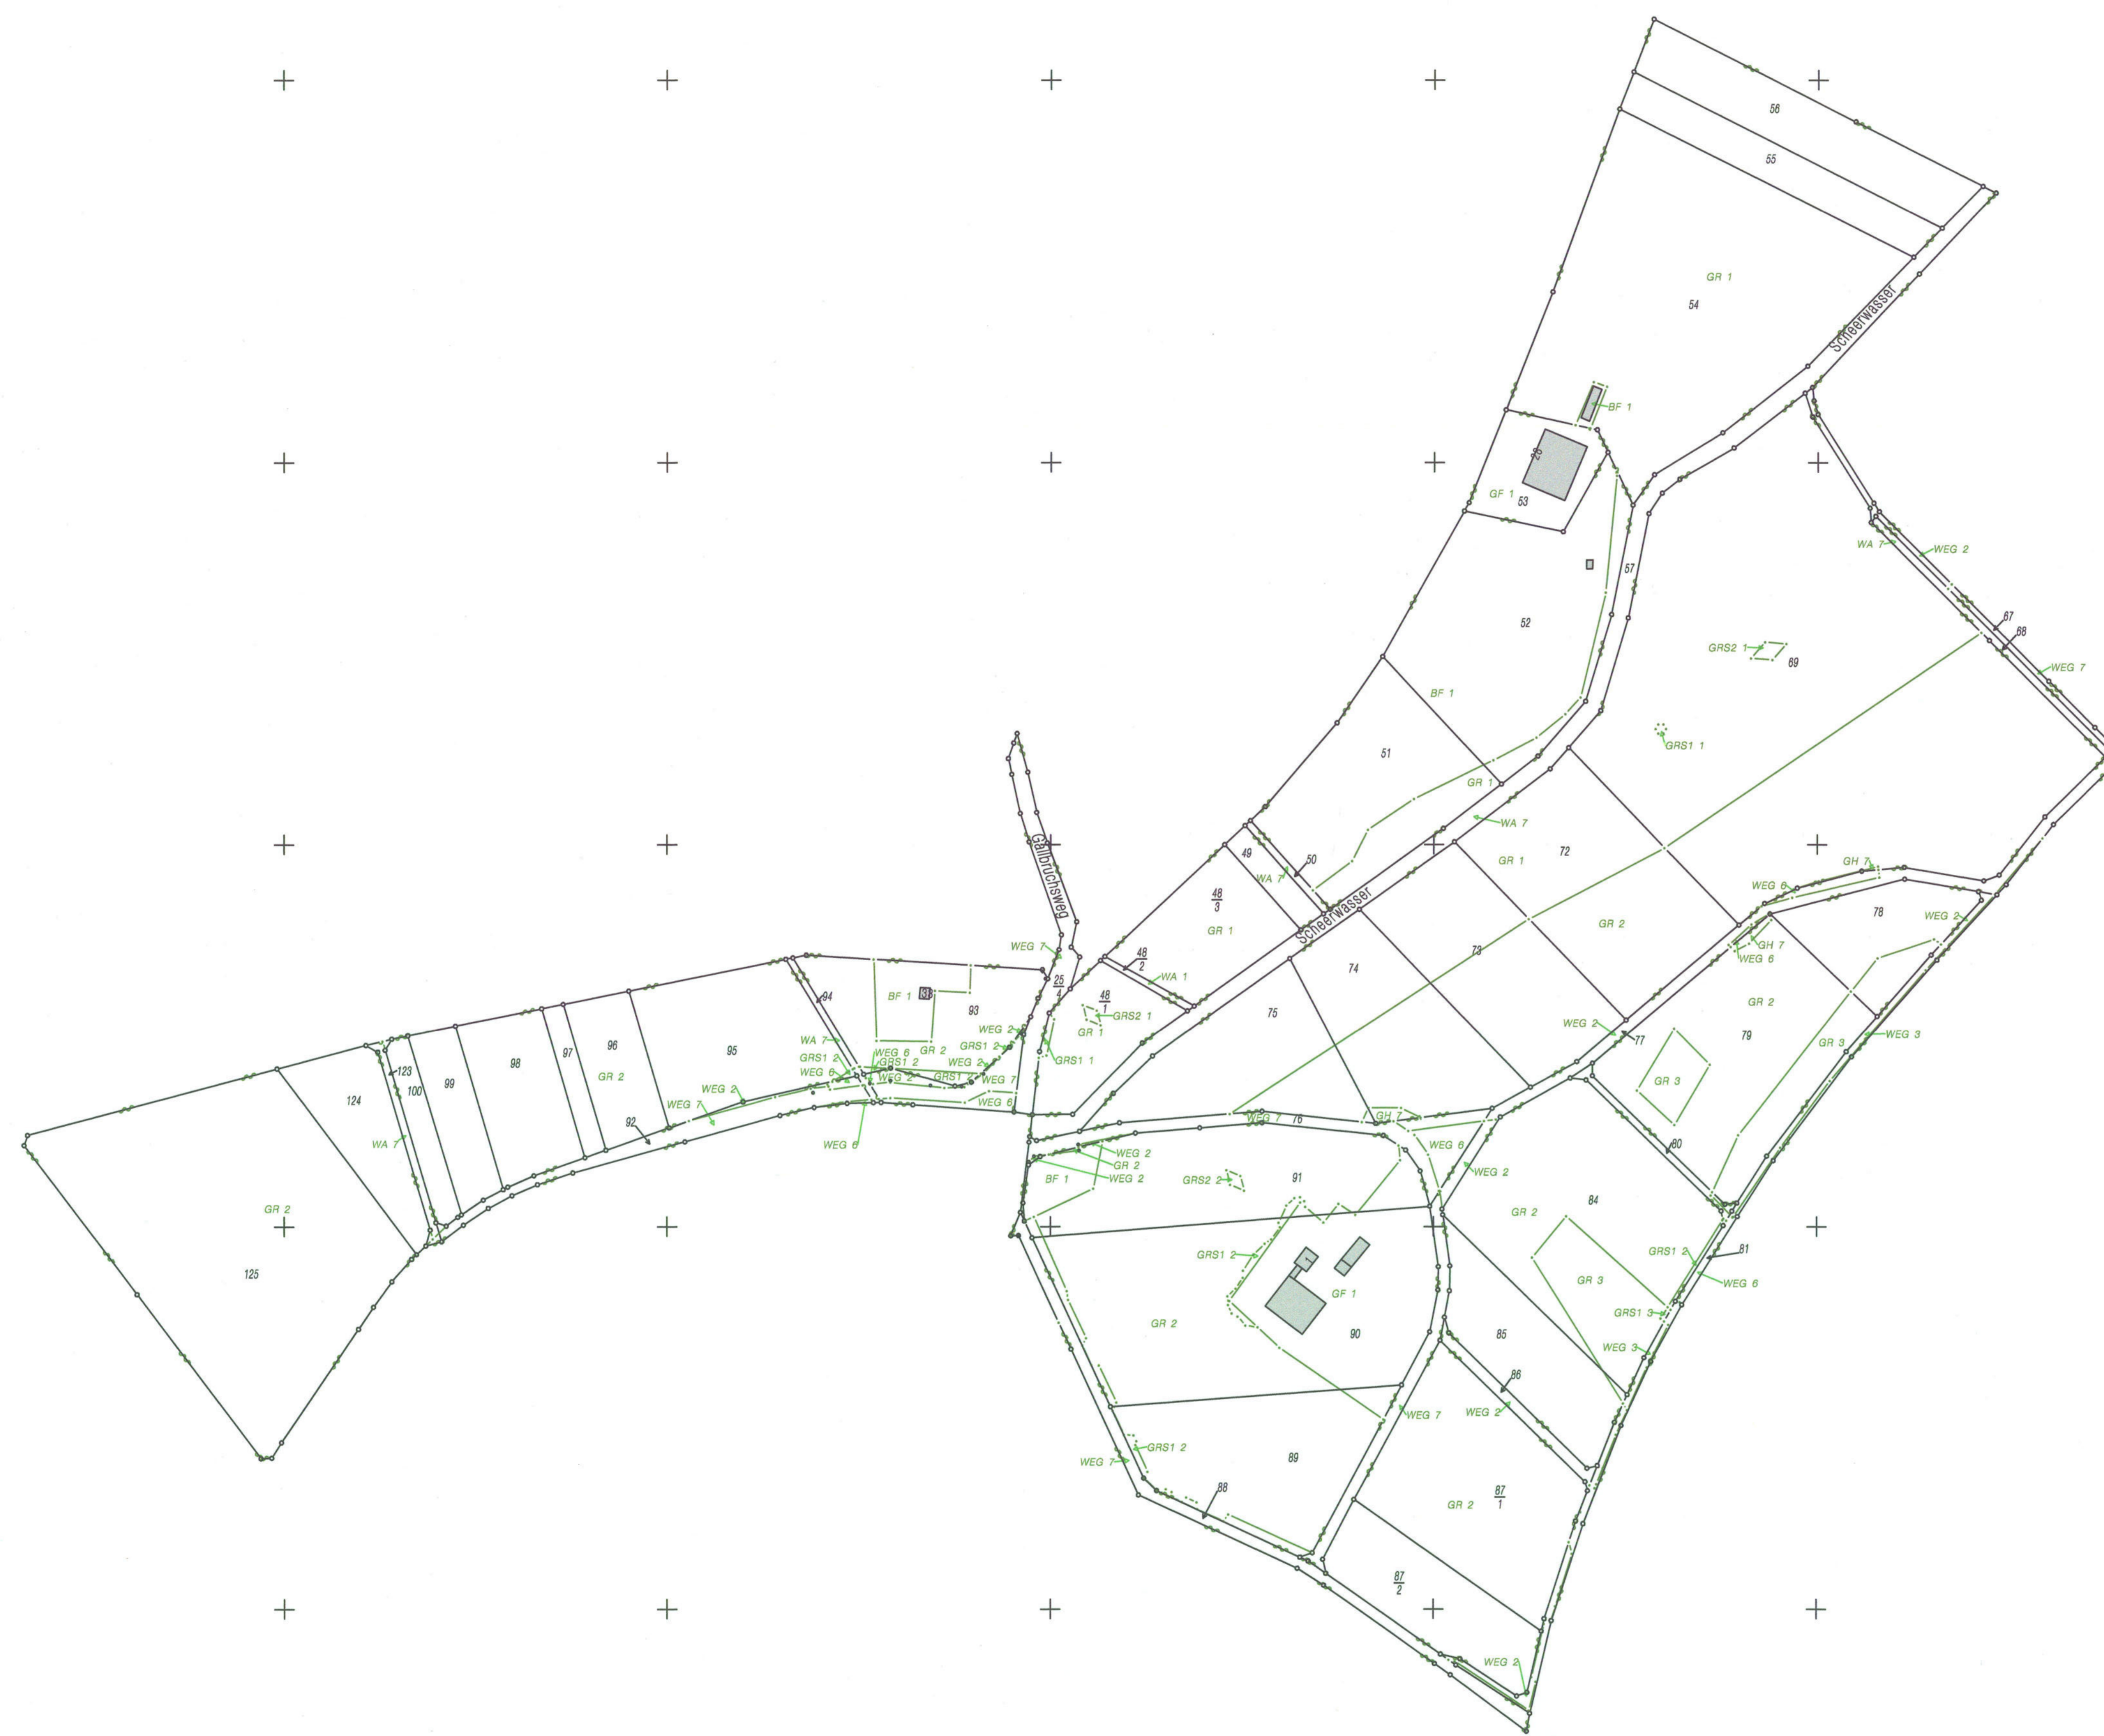 56
55
GR 1
54
Scheerwasser
BF 1
28
GF 1
53
WA 7
WEG 2
57
52
67
68
GRS2 1
69
WEG 7
BF 1
GRS1 1
51
GR 1
WA 7
Gallbruchsweg
49
50
72
GR 1
WA 7
GH 7
WEG 6
48
3
Scheerwasser
78
WEG 2
GR 1
GR 2
WEG 7
73
GH 7
WEG 6
48
2
74
WA 1
25
4
94
BF 1
93
48
1
GRS2 1
GR 1
75
GR 2
79
WEG 2
77
WEG 3
GR 3
98
97
96
95
WA 7
WEG 2
GRS1 2
GR 2
WEG 6
GRS1 2
GRS1 1
123
99
100
124
GR 2
WEG 6
WEG 2
GRS1 2
WEG 2
WEG 7
GR 3
WEG 2
WEG 7
WEG 6
92
WEG 6
WA 7
WEG 7
76
GH 7
WEG 6
80
WEG 2
GR 2
WEG 2
BF 1
GRS2 2
91
WEG 2
84
GR 2
GR 2
125
GRS1 2
GRS1 2
81
GR 3
WEG 6
1
GF 1
GRS1 3
GR 2
90
85
WEG 3
86
WEG 7
WEG 2
GRS1 2
89
WEG 7
88
GR 2
87
1
87
2
WEG 2